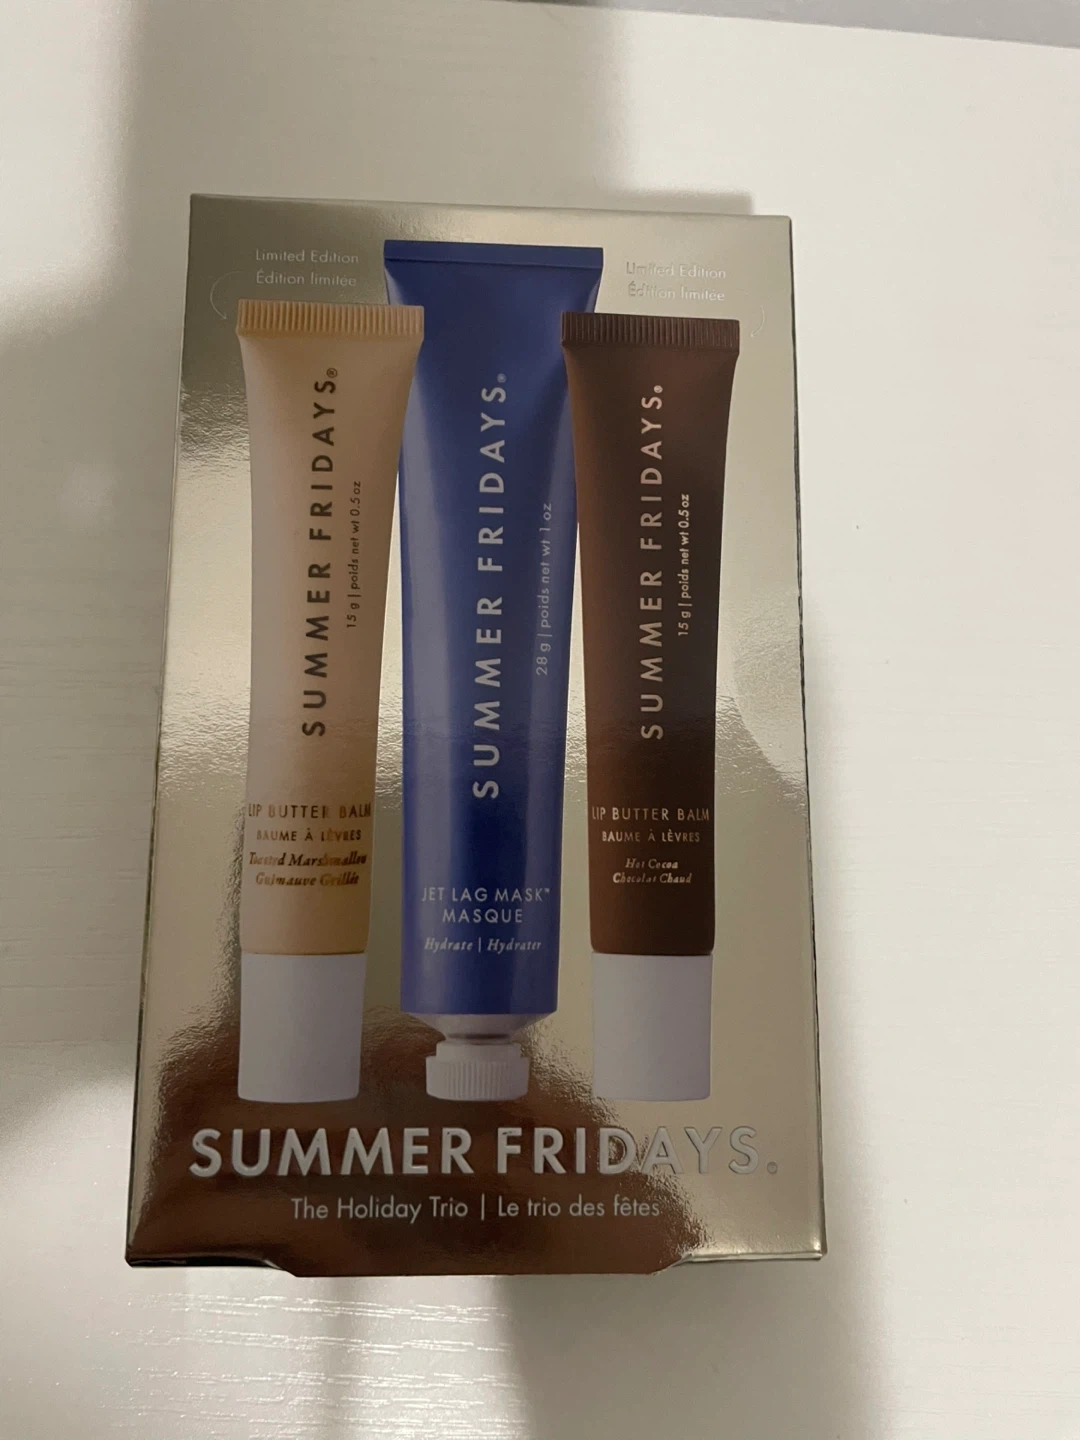 Limited Edition
Édition limitée
Limited Edition
Édition limitée
SUMMER FRIDAYS®
15 g | poids net wt 0.5 oz
LIP BUTTER BALM
BAUME À LÈVRES
Toasted Marshmallow
Guimauve Grillée
SUMMER FRIDAYS®
28 g | poids net wt 1 oz
JET LAG MASK™
MASQUE
Hydrate | Hydrater
SUMMER FRIDAYS®
15 g | poids net wt 0.5 oz
LIP BUTTER BALM
BAUME À LÈVRES
Hot Cocoa
Chocolat Chaud
SUMMER FRIDAYS®
The Holiday Trio | Le trio des fêtes